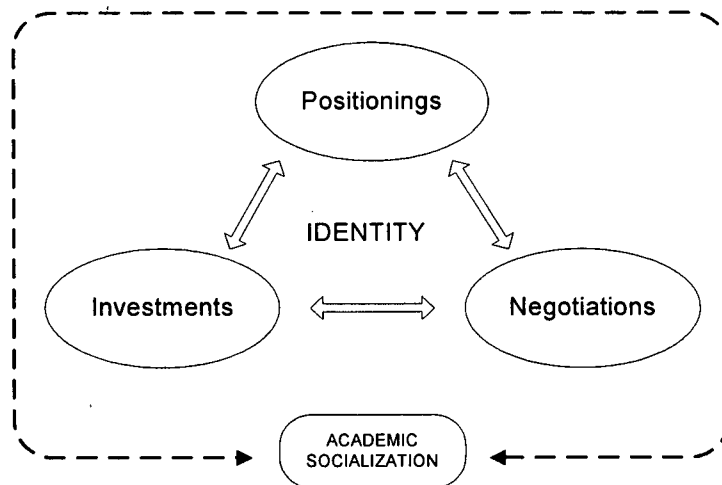 Positionings
IDENTITY
Investments
Negotiations
ACADEMIC
SOCIALIZATION